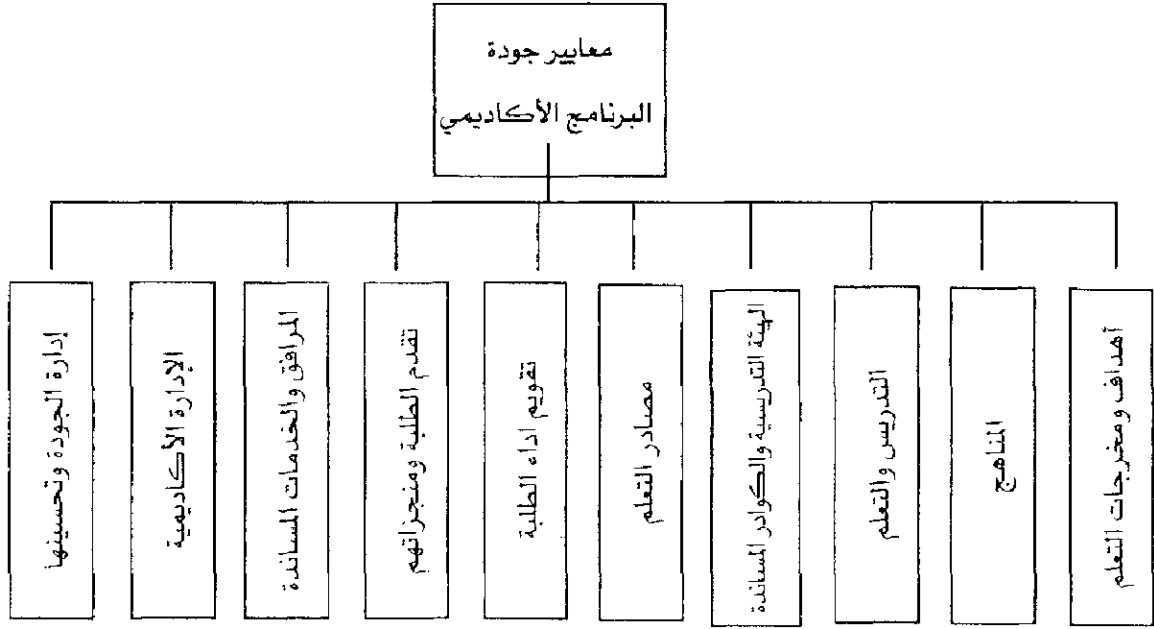 معايير جودة
البرنامج الأكاديمي
أهداف ومخرجات التعلم
المناهج
التدريس والتعلم
الهيئة التدريسية والكوادر المساندة
مصادر التعلم
تقويم اداء الطلبة
تقدم الطلبة ومنجزاتهم
المرافق والخدمات المساندة
الإدارة الأكاديمية
إدارة الجودة وتحسينها